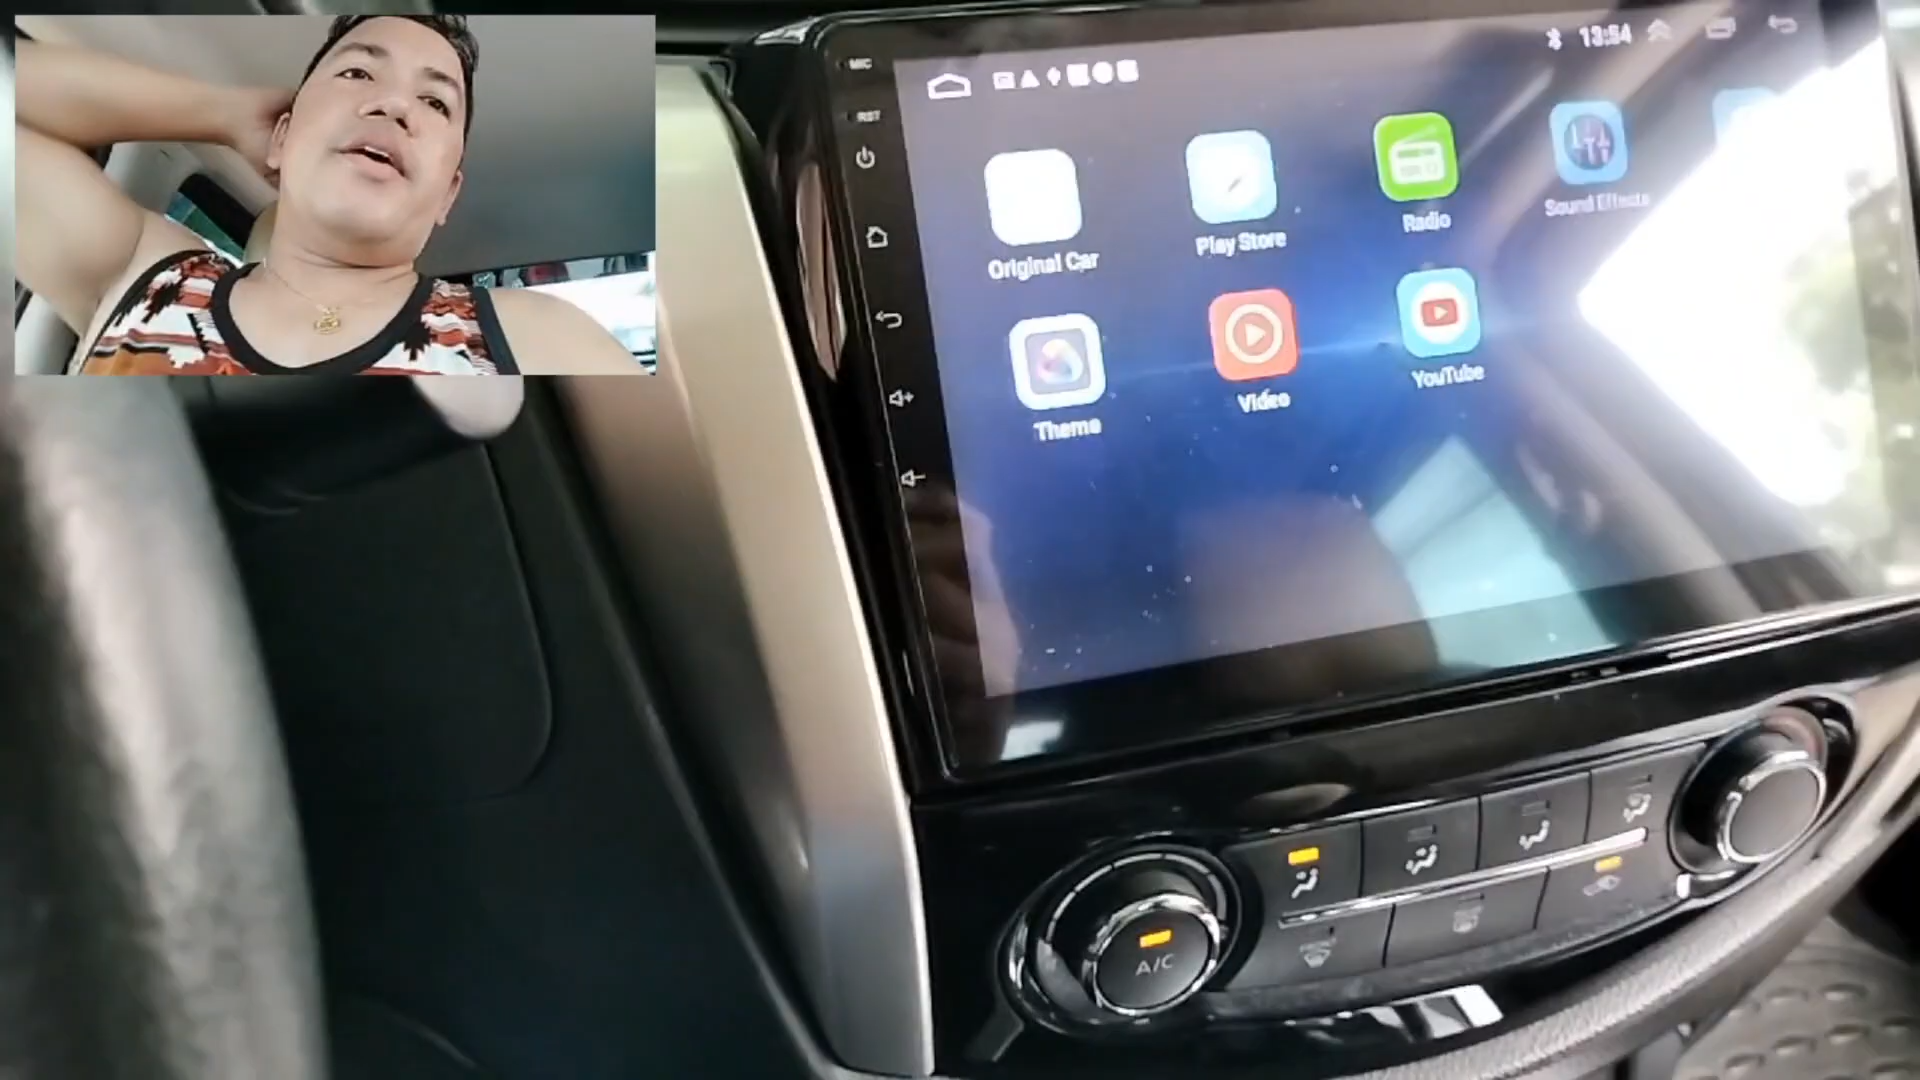 MIC
13:54
RST
Original Car
Play Store
Radio
Sound Effects
Theme
Video
YouTube
A/C